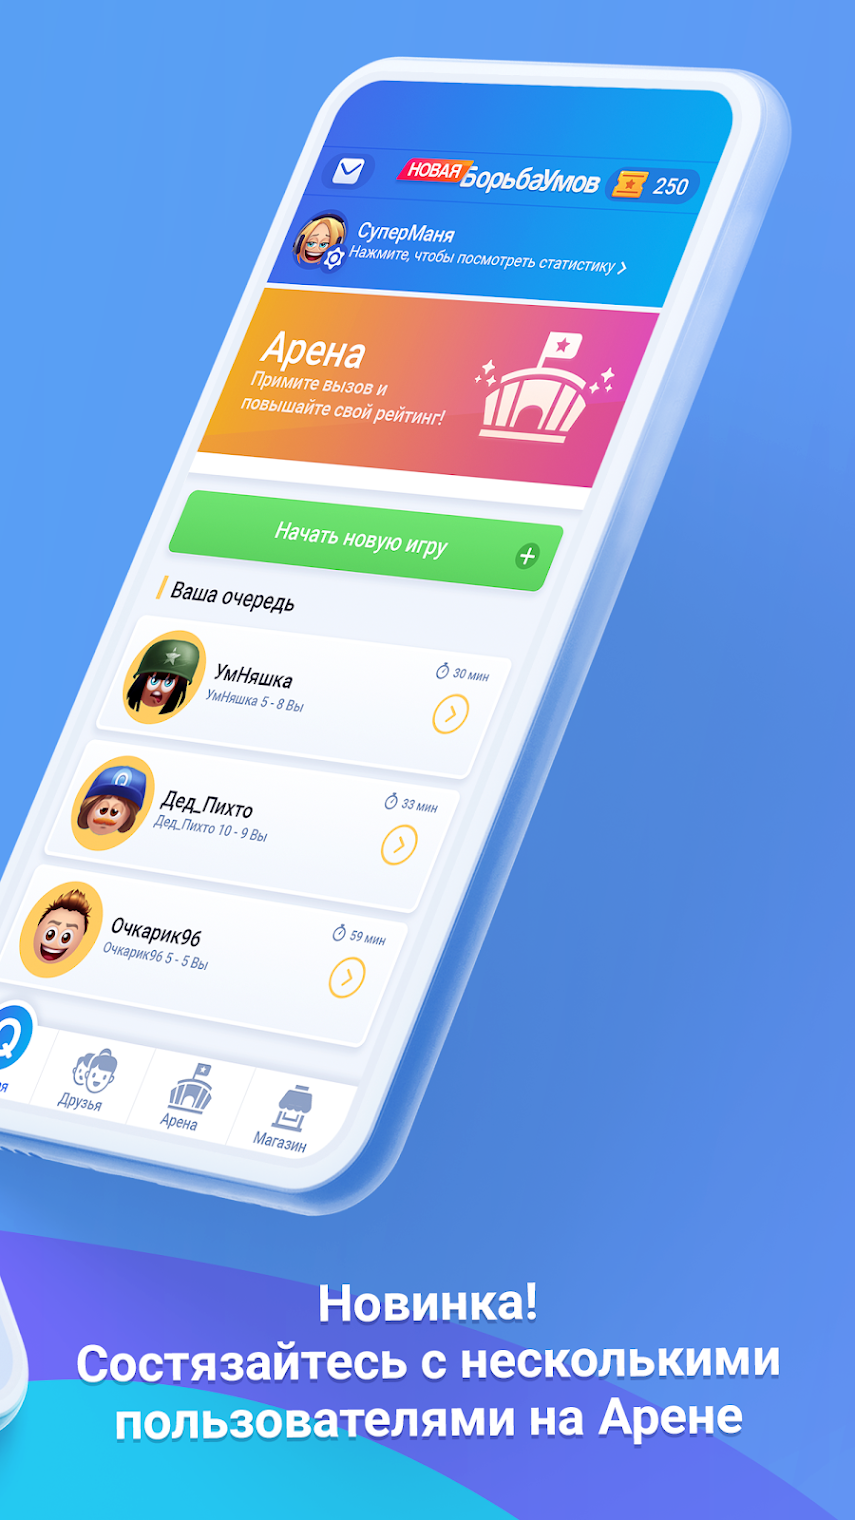 НОВАЯ БорьбаУмов 250
СуперМаня
Нажмите, чтобы посмотреть статистику
Арена
Примите вызов и
повышайте свой рейтинг!
Начать новую игру
Ваша очередь
УмНяшка 30 мин
УмНяшка 5 - 8 Вы
Дед_Пихто 33 мин
Дед_Пихто 10 - 9 Вы
Очкарик96 59 мин
Очкарик96 5 - 5 Вы
Друзья
Арена
Магазин
Новинка!
Состязайтесь с несколькими
пользователями на Арене